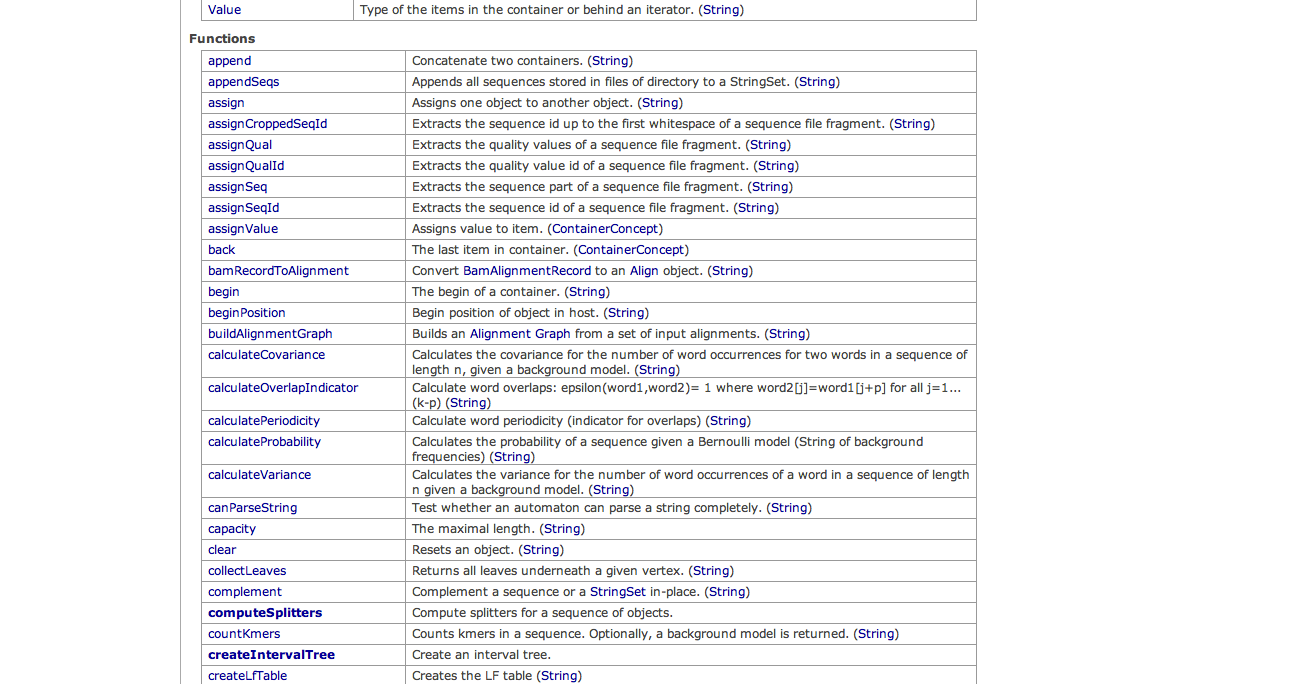 Value Type of the items in the container or behind an iterator. (String)
Functions
append Concatenate two containers. (String)
appendSeqs Appends all sequences stored in files of directory to a StringSet. (String)
assign Assigns one object to another object. (String)
assignCroppedSeqId Extracts the sequence id up to the first whitespace of a sequence file fragment. (String)
assignQual Extracts the quality values of a sequence file fragment. (String)
assignQualId Extracts the quality value id of a sequence file fragment. (String)
assignSeq Extracts the sequence part of a sequence file fragment. (String)
assignSeqId Extracts the sequence id of a sequence file fragment. (String)
assignValue Assigns value to item. (ContainerConcept)
back The last item in container. (ContainerConcept)
bamRecordToAlignment Convert BamAlignmentRecord to an Align object. (String)
begin The begin of a container. (String)
beginPosition Begin position of object in host. (String)
buildAlignmentGraph Builds an Alignment Graph from a set of input alignments. (String)
calculateCovariance Calculates the covariance for the number of word occurrences for two words in a sequence of
length n, given a background model. (String)
calculateOverlapIndicator Calculate word overlaps: epsilon(word1,word2)= 1 where word2[j]=word1[j+p] for all j=1...
(k-p) (String)
calculatePeriodicity Calculate word periodicity (indicator for overlaps) (String)
calculateProbability Calculates the probability of a sequence given a Bernoulli model (String of background
frequencies) (String)
calculateVariance Calculates the variance for the number of word occurrences of a word in a sequence of length
n given a background model. (String)
canParseString Test whether an automaton can parse a string completely. (String)
capacity The maximal length. (String)
clear Resets an object. (String)
collectLeaves Returns all leaves underneath a given vertex. (String)
complement Complement a sequence or a StringSet in-place. (String)
computeSplitters Compute splitters for a sequence of objects.
countKmers Counts kmers in a sequence. Optionally, a background model is returned. (String)
createIntervalTree Create an interval tree.
createLfTable Creates the LF table (String)